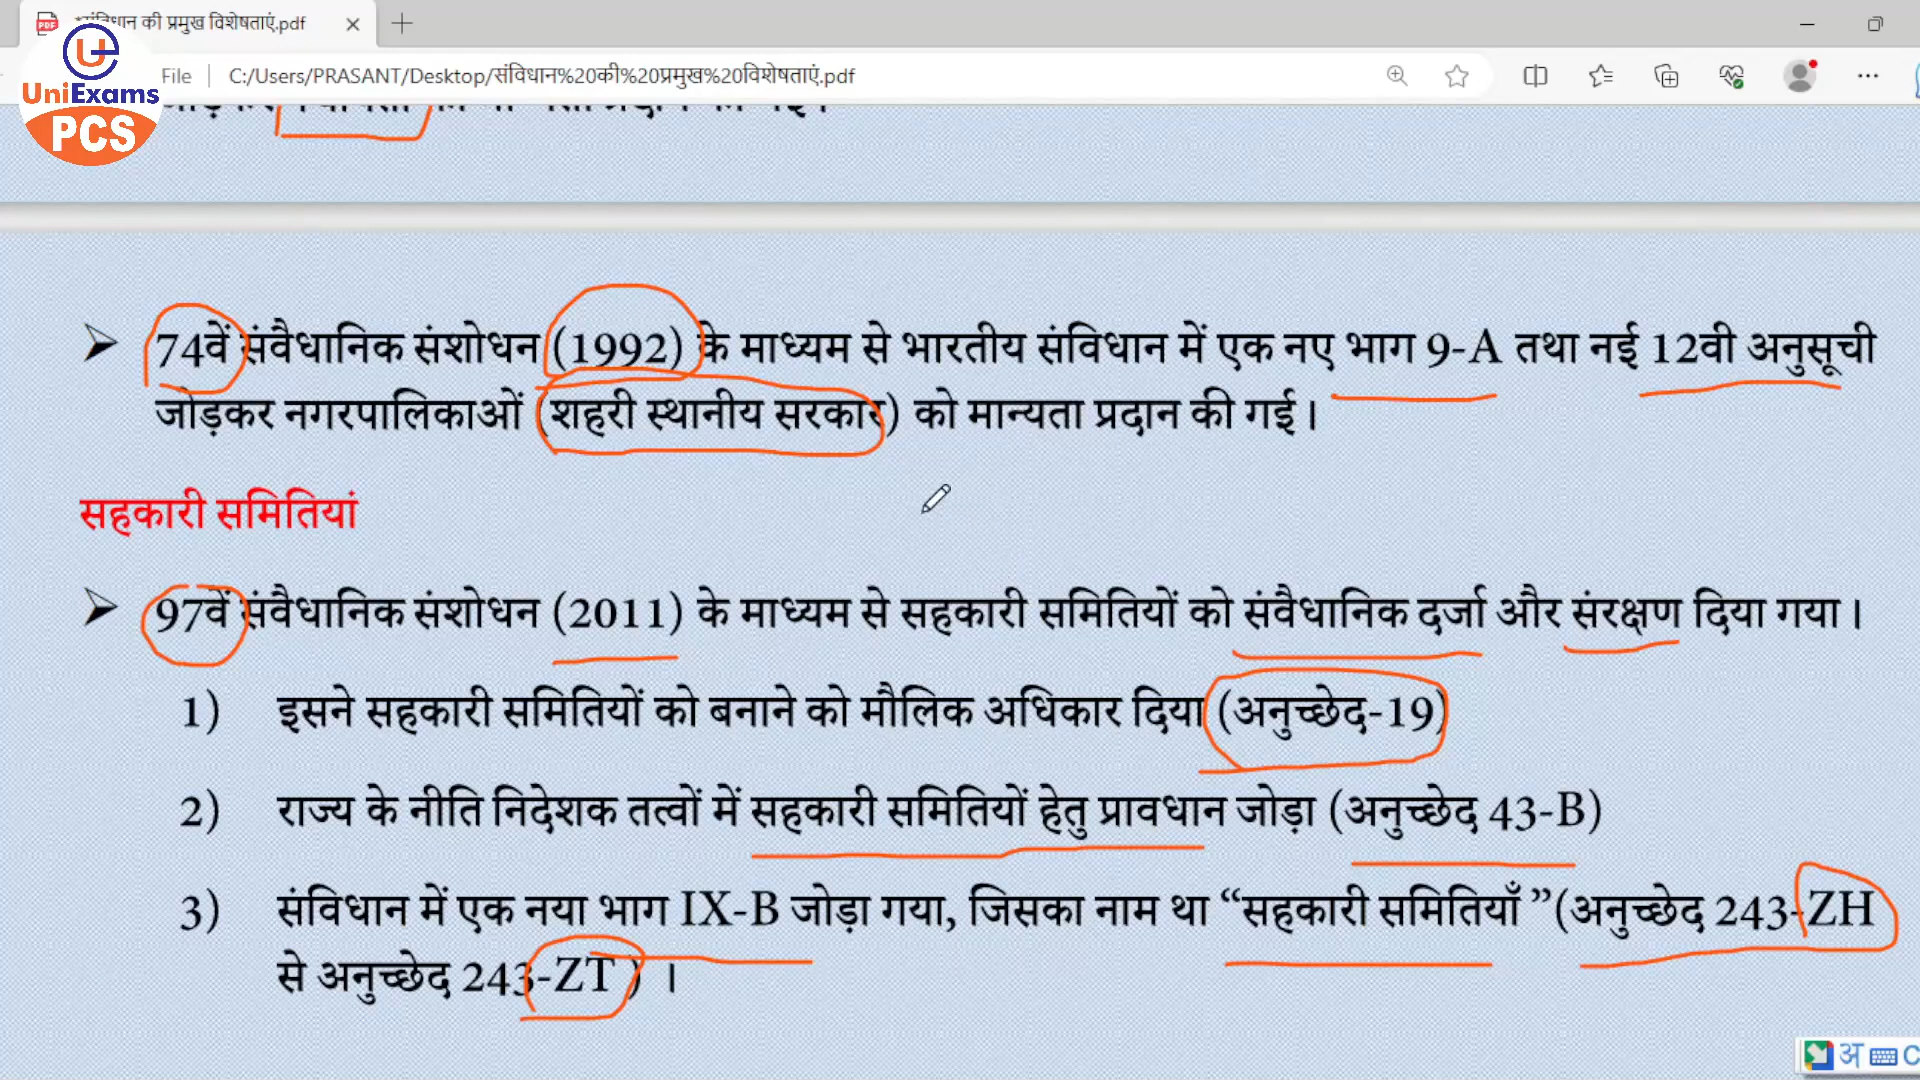 संविधान की प्रमुख विशेषताएं.pdf
UniExams
PCS
File
C:/Users/PRASANT/Desktop/संविधान%20की%20प्रमुख%20विशेषताएं.pdf
74वें संवैधानिक संशोधन (1992) के माध्यम से भारतीय संविधान में एक नए भाग 9-A तथा नई 12वी अनुसूची
जोड़कर नगरपालिकाओं (शहरी स्थानीय सरकार) को मान्यता प्रदान की गई।
सहकारी समितियां
97वें संवैधानिक संशोधन (2011) के माध्यम से सहकारी समितियों को संवैधानिक दर्जा और संरक्षण दिया गया।
1) इसने सहकारी समितियों को बनाने को मौलिक अधिकार दिया (अनुच्छेद-19)
2) राज्य के नीति निदेशक तत्वों में सहकारी समितियों हेतु प्रावधान जोड़ा (अनुच्छेद 43-B)
3) संविधान में एक नया भाग IX-B जोड़ा गया, जिसका नाम था “सहकारी समितियाँ ”(अनुच्छेद 243-ZH
से अनुच्छेद 243-ZT ) ।
अ